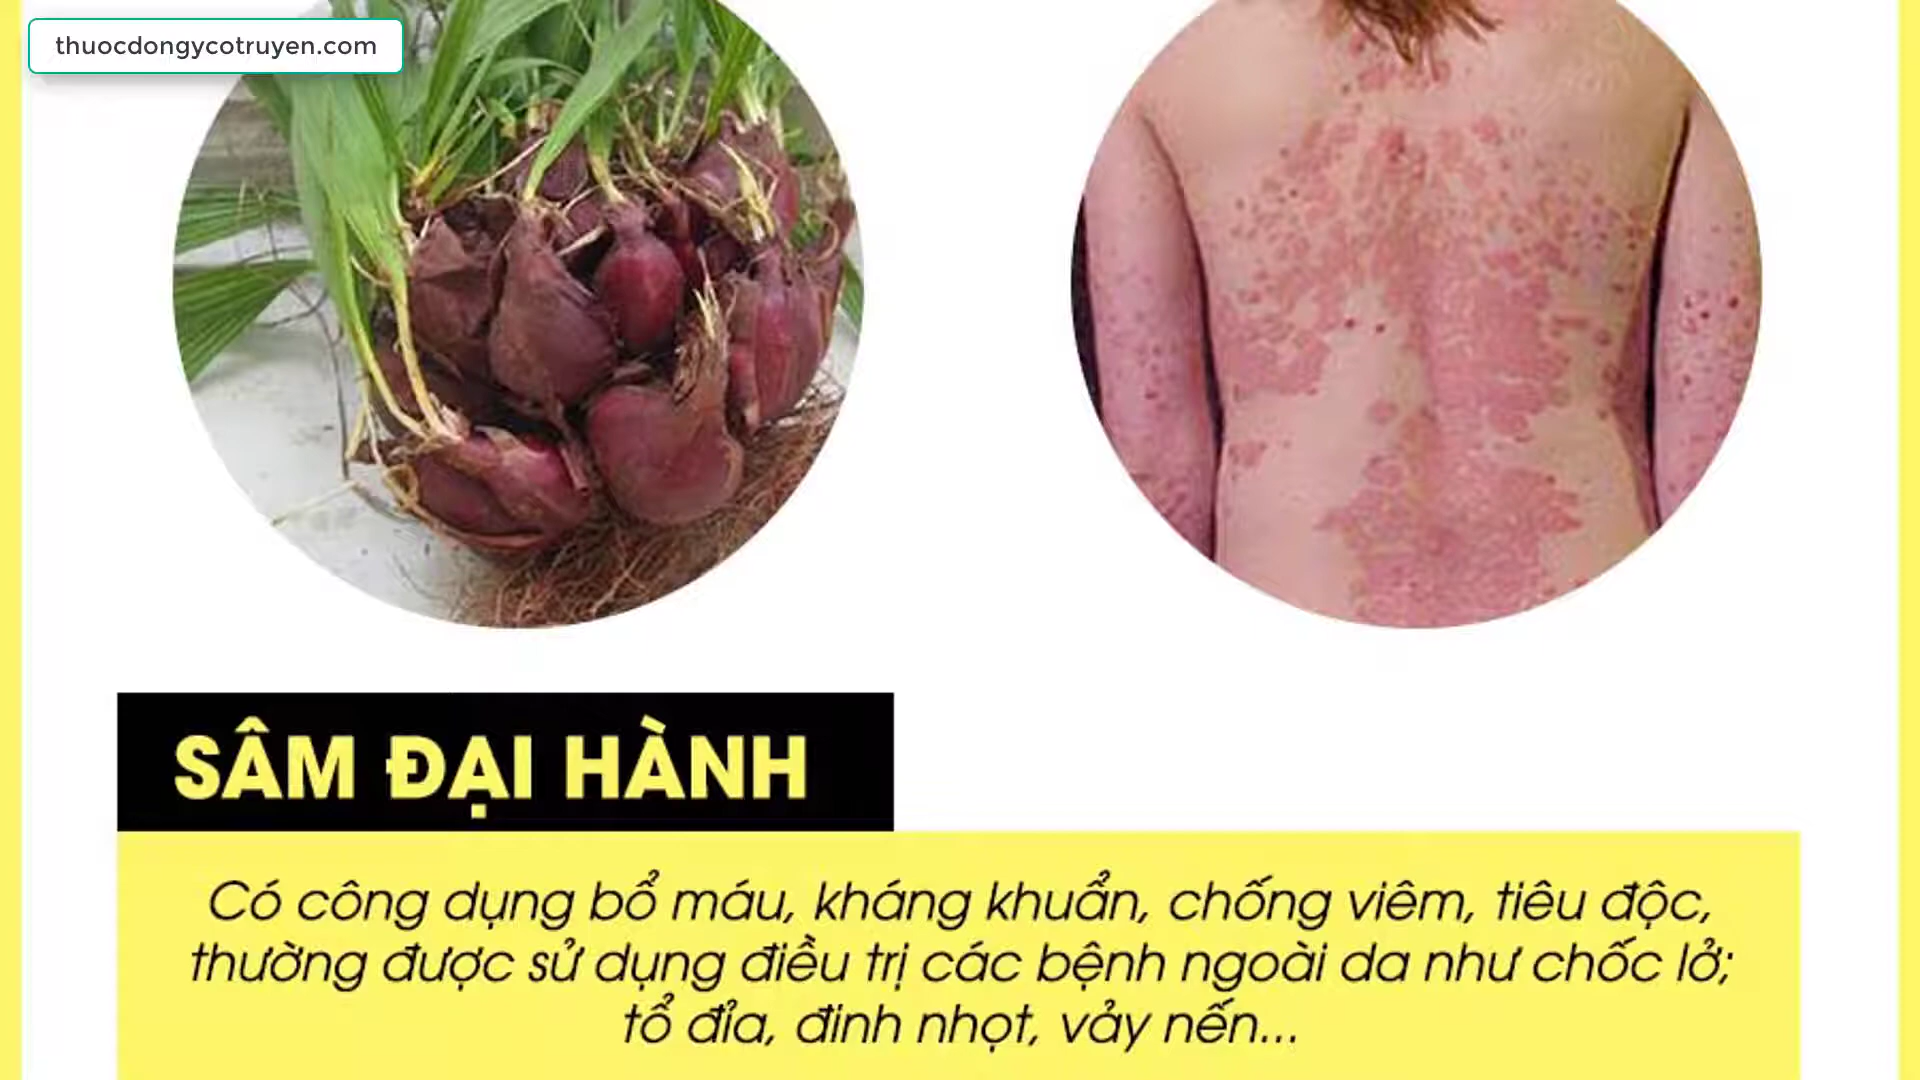 thuocdongycotruyen.com
SÂM ĐẠI HÀNH
Có công dụng bổ máu, kháng khuẩn, chống viêm, tiêu độc,
thường được sử dụng điều trị các bệnh ngoài da như chốc lở;
tổ đỉa, đinh nhọt, vảy nến...